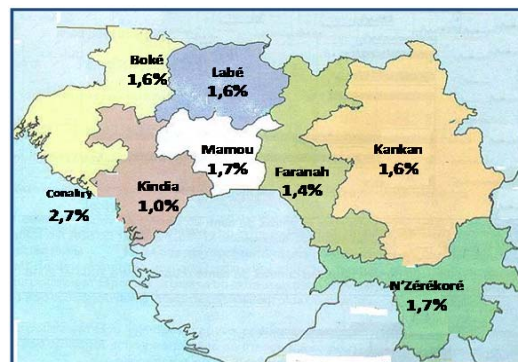 Boké
1,6%
Labé
1,6%
Mamou
1,7%
Faranah
1,4%
Kankan
1,6%
Conakry
2,7%
Kindia
1,0%
N'Zérékoré
1,7%